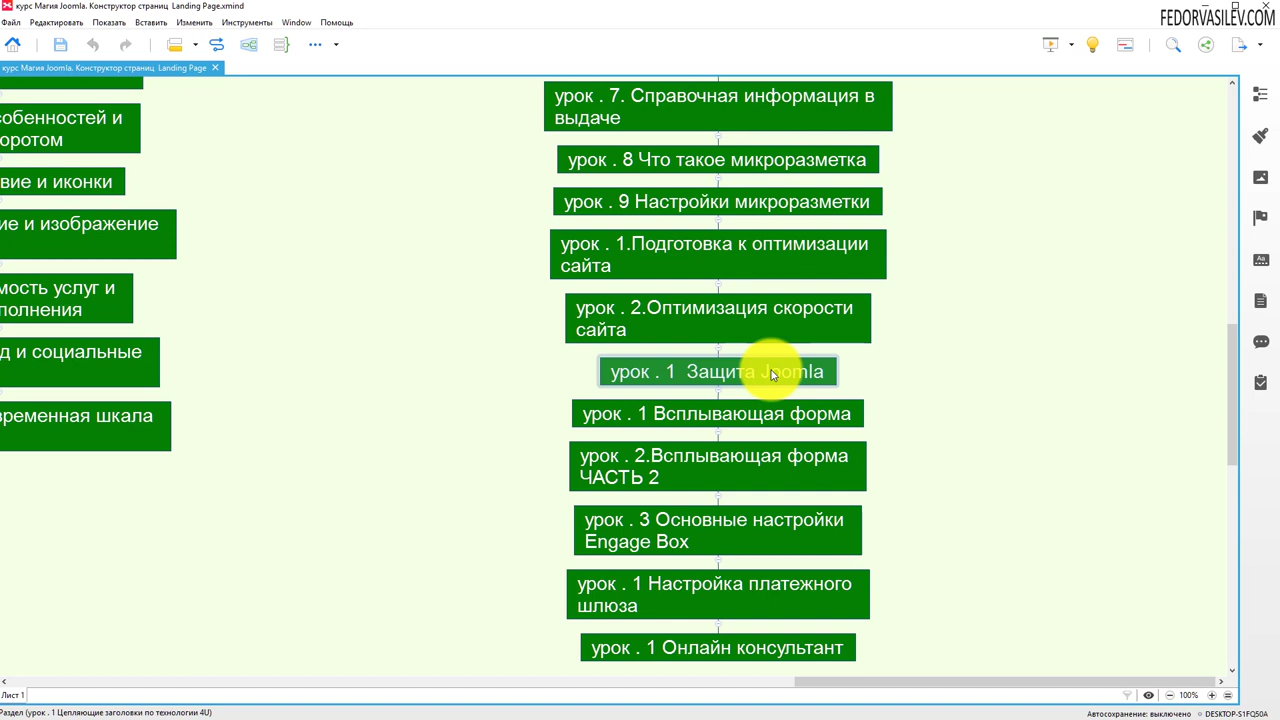 курс Магия Joomla. Конструктор страниц Landing Page.xmind
FEDORVASILEV.COM
Файл Редактировать Показать Вставить Изменить Инструменты Window Помощь
курс Магия Joomla. Конструктор страниц Landing Page
собенностей и
оротом
вие и иконки
ие и изображение
мость услуг и
полнения
д и социальные
временная шкала
урок . 7. Справочная информация в
выдаче
урок . 8 Что такое микроразметка
урок . 9 Настройки микроразметки
урок . 1.Подготовка к оптимизации
сайта
урок . 2.Оптимизация скорости
сайта
урок . 1 Защита Joomla
урок . 1 Всплывающая форма
урок . 2.Всплывающая форма
ЧАСТЬ 2
урок . 3 Основные настройки
Engage Box
урок . 1 Настройка платежного
шлюза
урок . 1 Онлайн консультант
Лист 1
100%
Раздел (урок . 1 Цепляющие заголовки по технологии 4U)
Автосохранение: выключено
DESKTOP-S1FQ50A